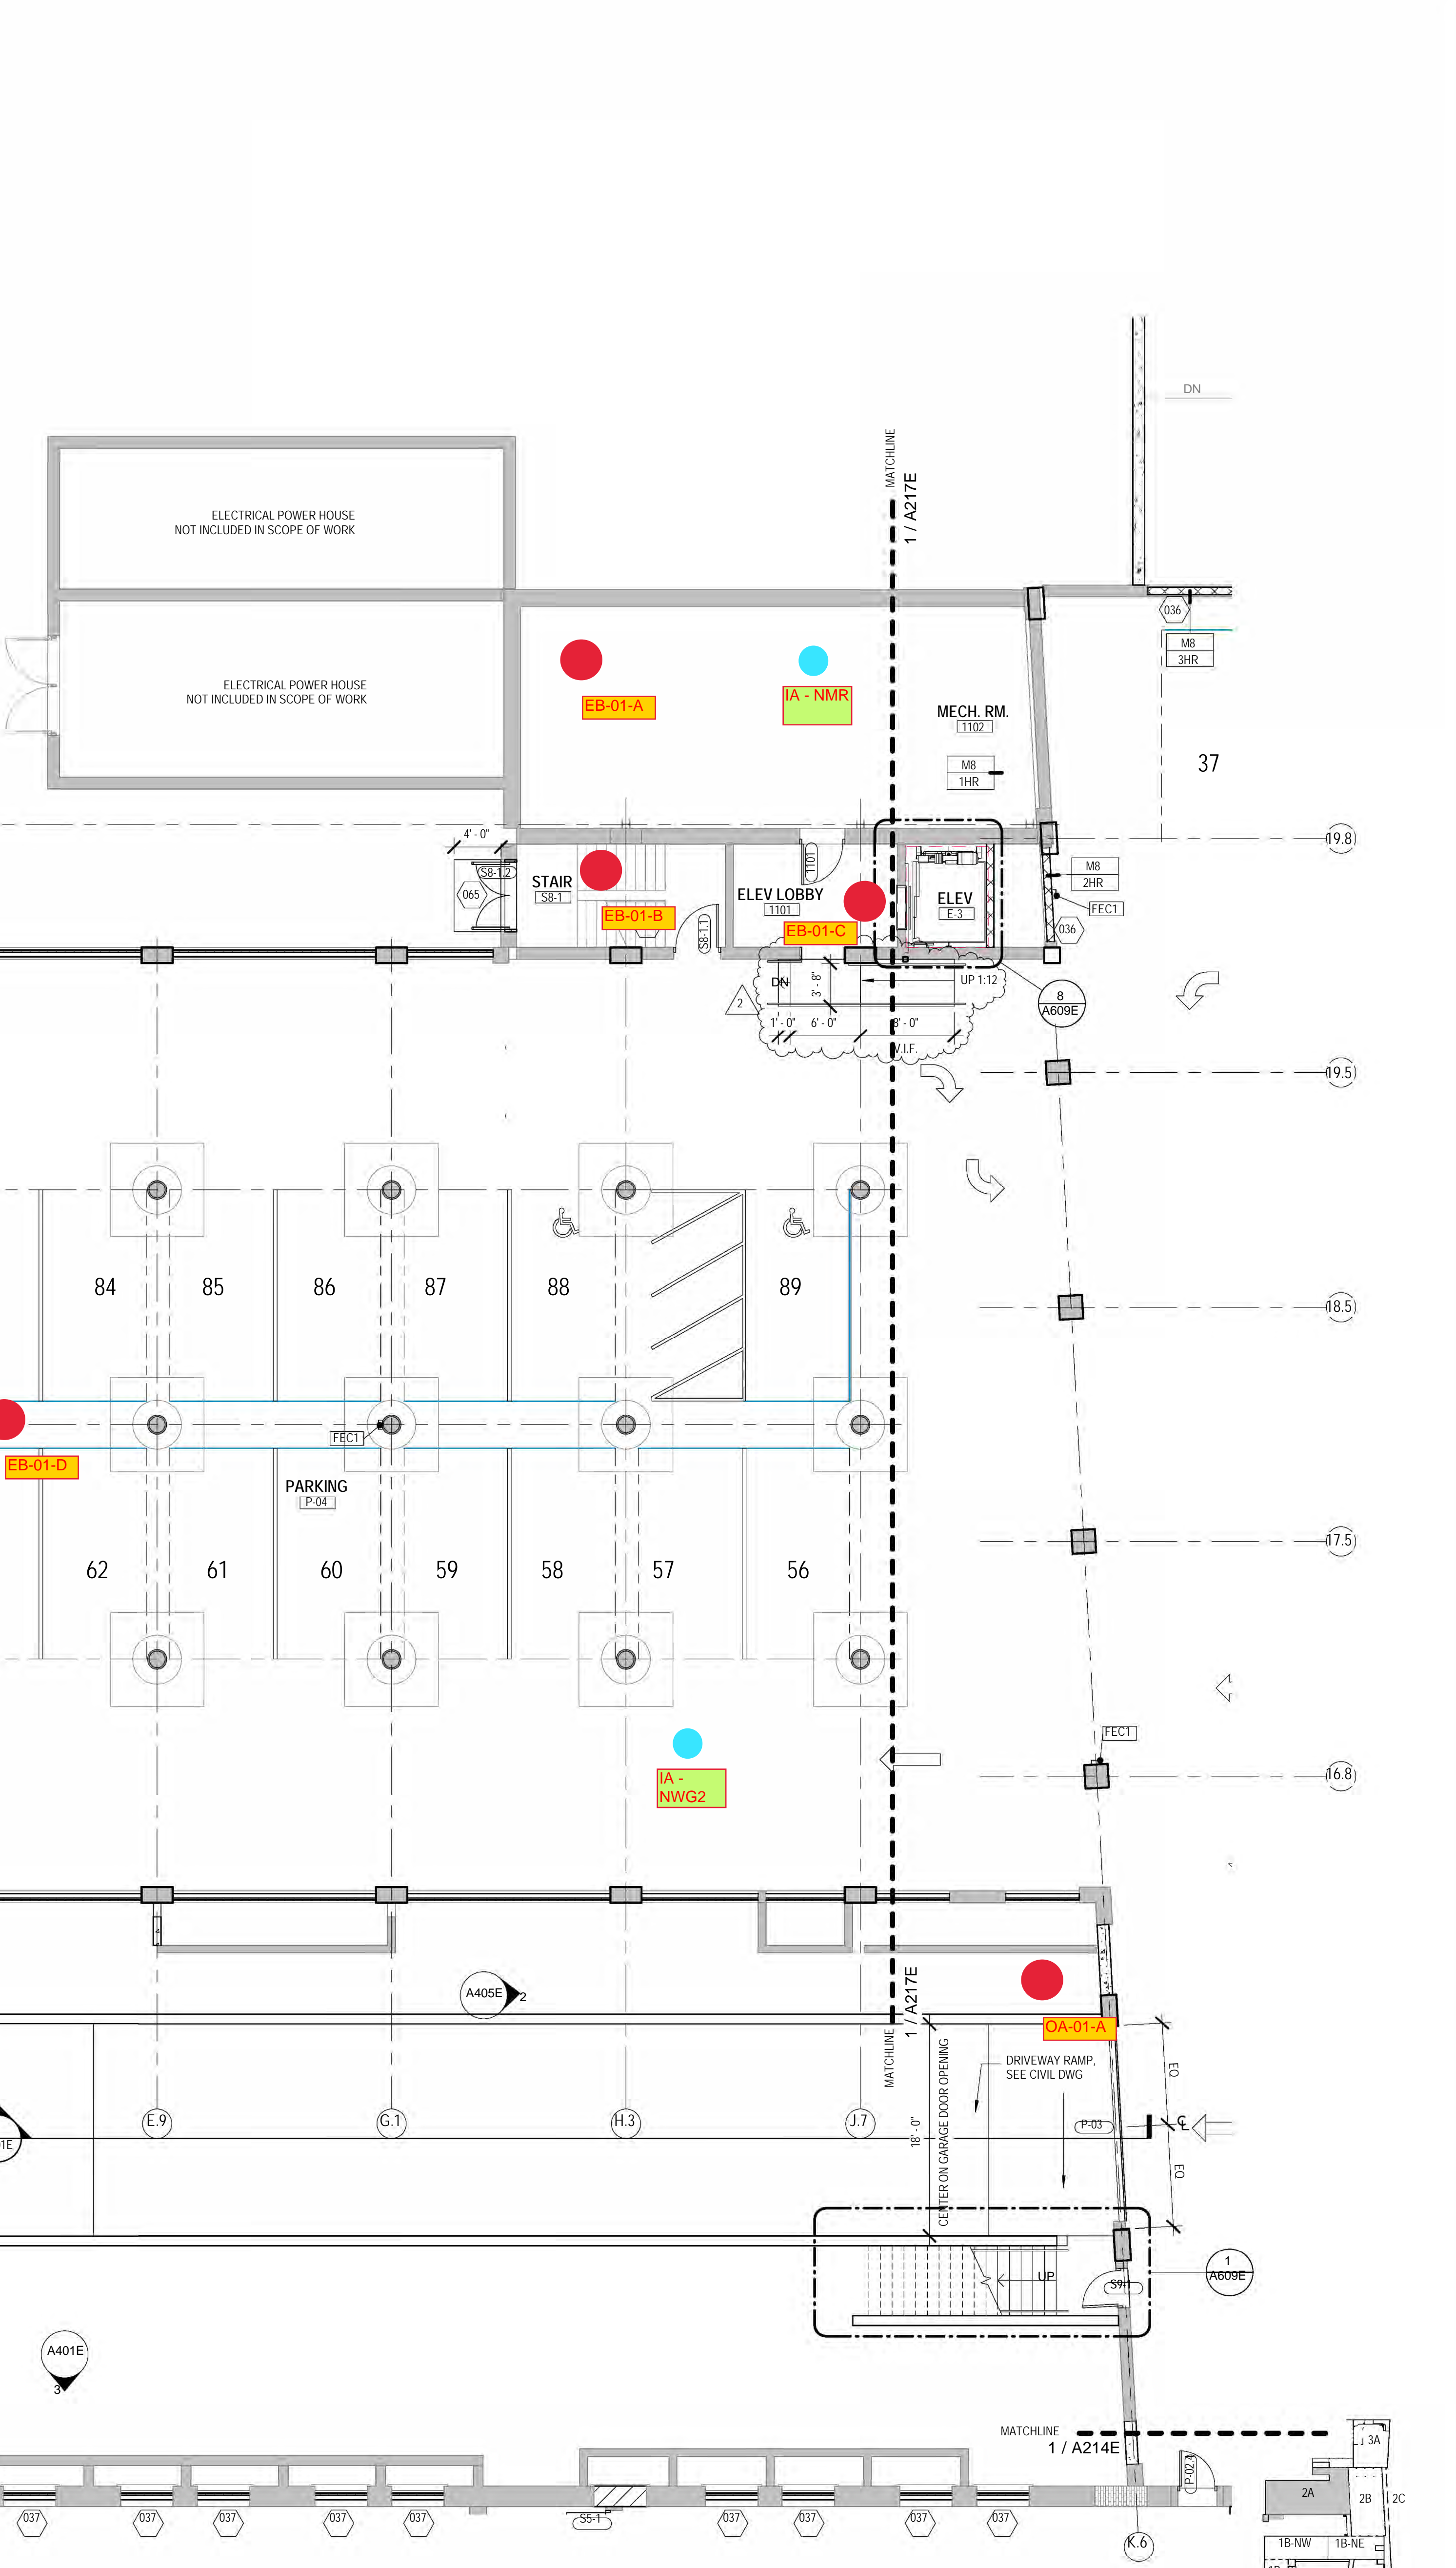 DN
MATCHLINE
1 / A217E
ELECTRICAL POWER HOUSE
NOT INCLUDED IN SCOPE OF WORK
036
M8
3HR
ELECTRICAL POWER HOUSE
NOT INCLUDED IN SCOPE OF WORK
EB-01-A
IA - NMR
MECH. RM.
1102
M8
1HR
37
4' - 0"
19.8
S8-1.2
065
STAIR
S8-1
EB-01-B
S8-1.1
1101
ELEV LOBBY
1101
EB-01-C
ELEV
E-3
M8
2HR
FEC1
036
DN
3' - 8"
UP 1:12
2
1' - 0"
6' - 0"
8' - 0"
V.I.F.
8
A609E
19.5
84
85
86
87
88
89
18.5
FEC1
EB-01-D
PARKING
P-04
17.5
62
61
60
59
58
57
56
FEC1
16.8
IA -
NWG2
A405E
2
MATCHLINE
1 / A217E
OA-01-A
DRIVEWAY RAMP,
SEE CIVIL DWG
EQ
E.9
G.1
H.3
J.7
18' - 0"
CENTER ON GARAGE DOOR OPENING
P-03
EQ
UP
S9-1
1
A609E
A401E
3
MATCHLINE
1 / A214E
P-02.4
037
037
037
037
037
S5-1
037
037
037
037
K.6
3A
2A
2B
2C
1B-NW
1B-NE